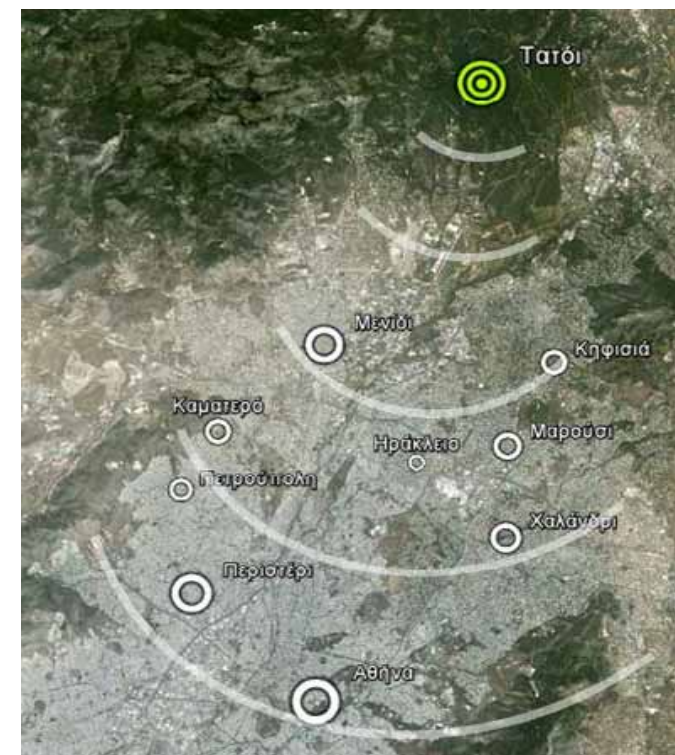 Τατόι
Μενίδι
Κηφισιά
Καματερό
Ηράκλειο
Μαρούσι
Πετρούπολη
Χαλάνδρι
Περιστέρι
Αθήνα